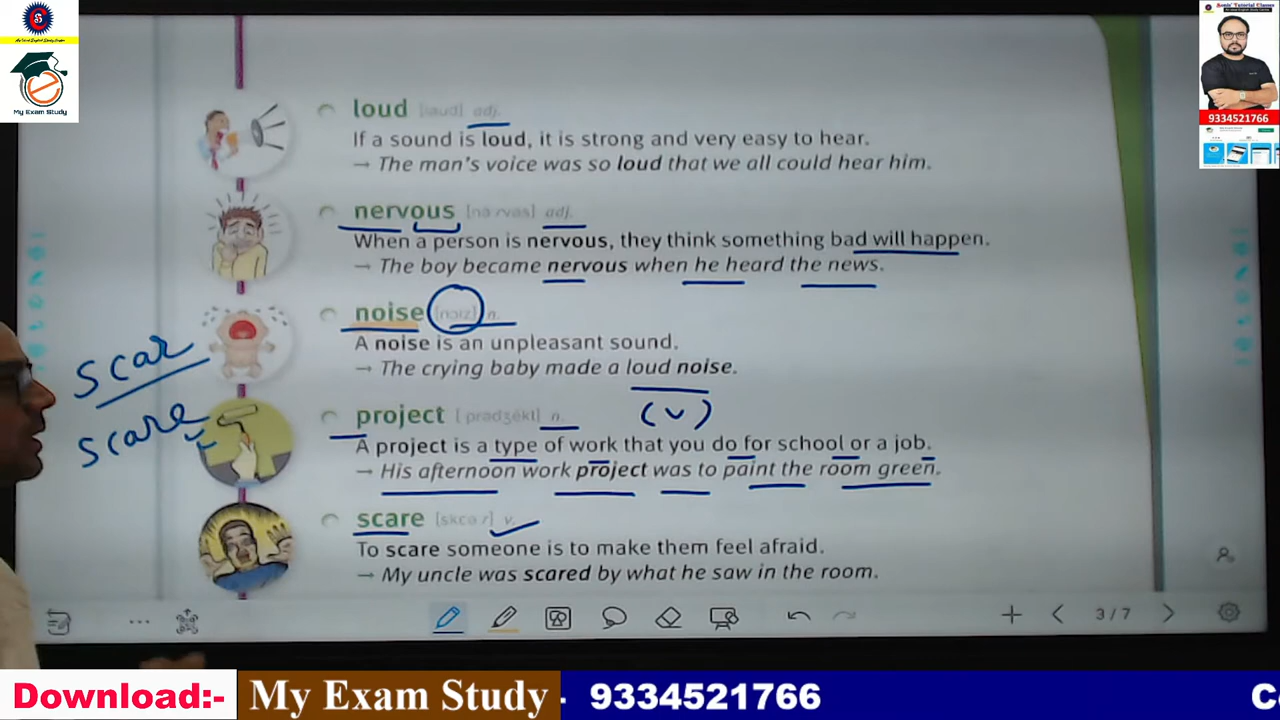 My Exam Study
9334521766
loud adj.
If a sound is loud, it is strong and very easy to hear.
→ The man's voice was so loud that we all could hear him.
nervous adj.
When a person is nervous, they think something bad will happen.
→ The boy became nervous when he heard the news.
noise n.
A noise is an unpleasant sound.
→ The crying baby made a loud noise.
scar
scare
(v)
project n.
A project is a type of work that you do for school or a job.
→ His afternoon work project was to paint the room green.
scare v.
To scare someone is to make them feel afraid.
→ My uncle was scared by what he saw in the room.
3/7
Download:- My Exam Study - 9334521766